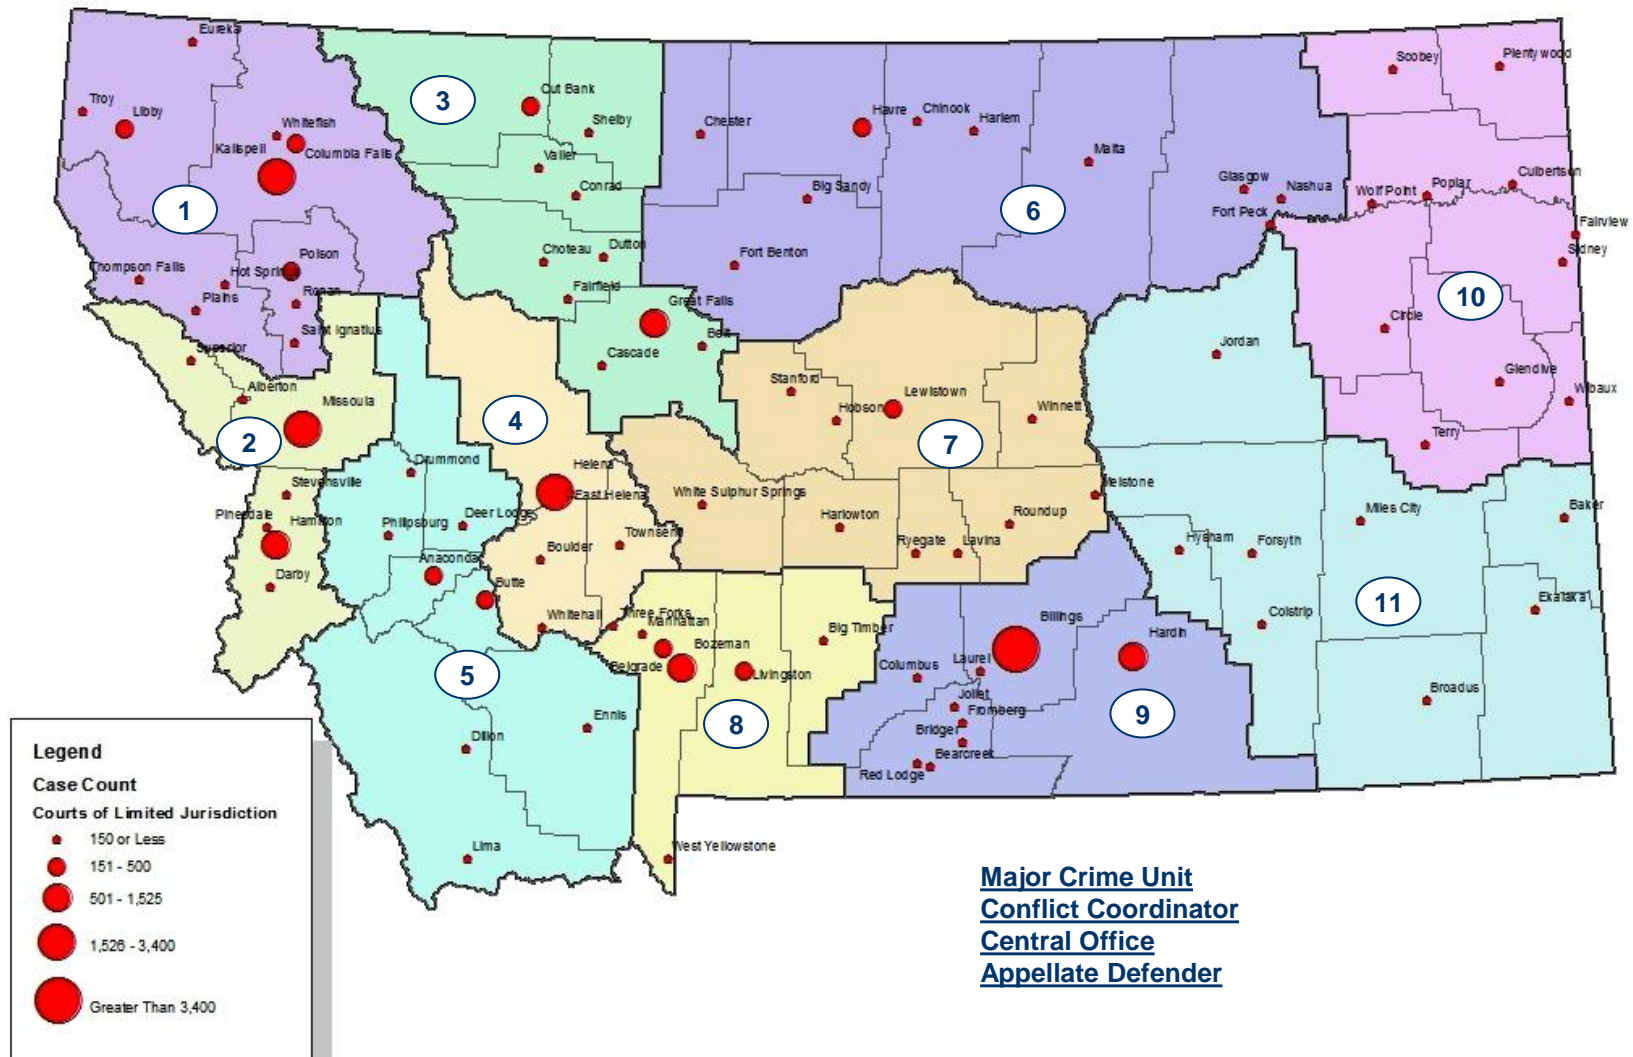 Eureka
Scobey
Plentywood
Troy
Libby
3
Cut Bank
Shelby
Whitefish
Columbia Falls
Kalispell
Valier
Conrad
Chester
Havre
Chinook
Harlem
Malta
Big Sandy
Glasgow
Nashua
Fort Peck
Wolf Point
Poplar
Culbertson
Fairview
Sidney
1
6
Thompson Falls
Hot Springs
Polson
Plains
Ronan
Saint Ignatius
Choteau
Dutton
Fairfield
Fort Benton
Great Falls
Belt
Cascade
10
Circle
Jordan
Glendive
Wibaux
Terry
Superior
Alberton
Missoula
2
4
Stanford
Hobson
Lewistown
Winnett
7
Drummond
Helena
East Helena
White Sulphur Springs
Harlowton
Ryegate
Lavina
Roundup
Melstone
Stevensville
Pinesdale
Hamilton
Darby
Philipsburg
Deer Lodge
Anaconda
Butte
Boulder
Townsend
Whitehall
Miles City
Baker
Hysham
Forsyth
Colstrip
11
Ekalaka
Broadus
Three Forks
Manhattan
Bozeman
Belgrade
Livingston
Big Timber
8
Billings
Hardin
Laurel
Columbus
Joliet
Fromberg
Bridger
Bearcreek
Red Lodge
9
5
Ennis
Dillon
Lima
West Yellowstone
Legend
Case Count
Courts of Limited Jurisdiction
150 or Less
151 - 500
501 - 1,525
1,526 - 3,400
Greater Than 3,400
Major Crime Unit
Conflict Coordinator
Central Office
Appellate Defender